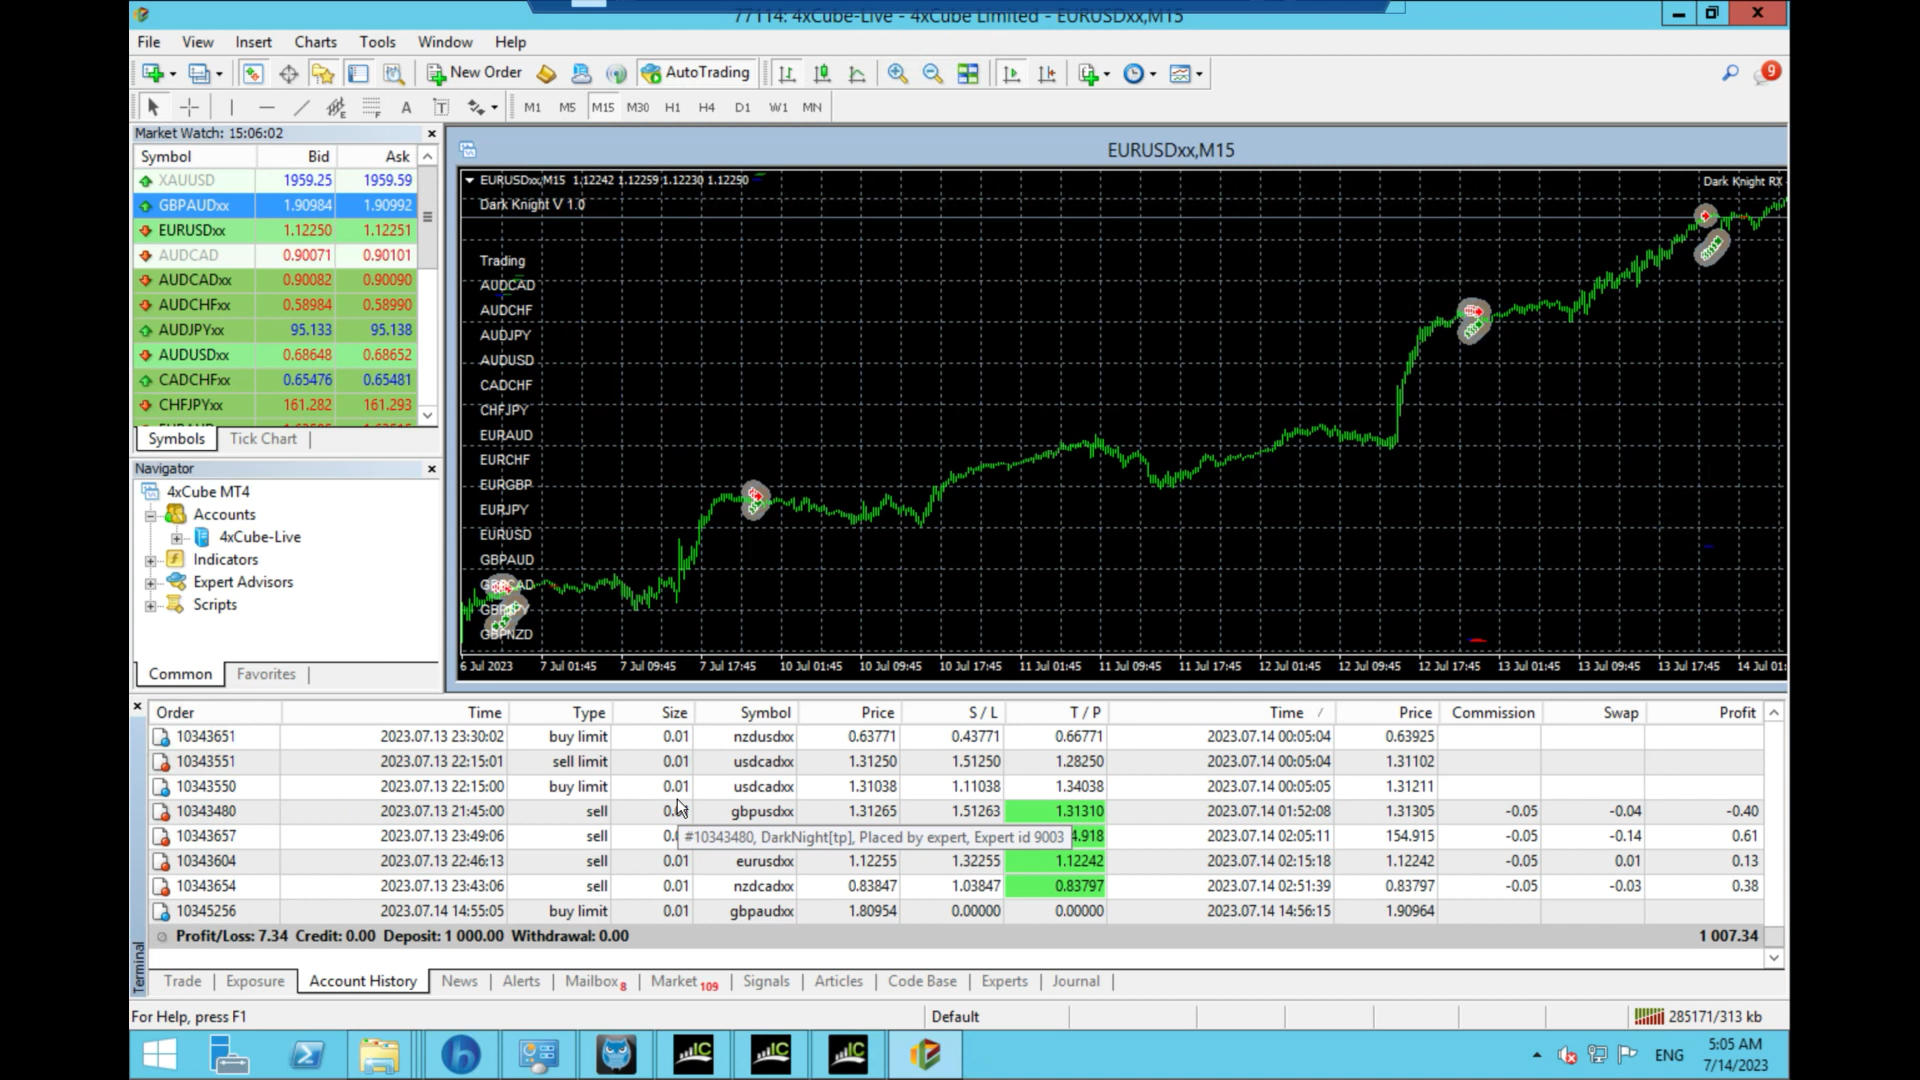 77114: 4xCube-Live - 4xCube Limited - EURUSDxx,M15
File View Insert Charts Tools Window Help
New Order AutoTrading 9
A T M1 M5 M15 M30 H1 H4 D1 W1 MN
Market Watch: 15:06:02
Symbol Bid Ask
XAUUSD 1959.25 1959.59
GBPAUDxx 1.90984 1.90992
EURUSDxx 1.12250 1.12251
AUDCAD 0.90071 0.90101
AUDCADxx 0.90082 0.90090
AUDCHFxx 0.58984 0.58990
AUDJPYxx 95.133 95.138
AUDUSDxx 0.68648 0.68652
CADCHFxx 0.65476 0.65481
CHFJPYxx 161.282 161.293
Symbols Tick Chart
Navigator
4xCube MT4
Accounts
4xCube-Live
Indicators
Expert Advisors
Scripts
Common Favorites
EURUSDxx,M15
EURUSDxx,M15 1.12242 1.12259 1.12230 1.12250
Dark Knight RX
Dark Knight V 1.0
Trading
AUDCAD
AUDCHF
AUDJPY
AUDUSD
CADCHF
CHFJPY
EURAUD
EURCHF
EURGBP
EURJPY
EURUSD
GBPAUD
GBPCAD
GBPJPY
GBPNZD
6 Jul 2023 7 Jul 01:45 7 Jul 09:45 7 Jul 17:45 10 Jul 01:45 10 Jul 09:45 10 Jul 17:45 11 Jul 01:45 11 Jul 09:45 11 Jul 17:45 12 Jul 01:45 12 Jul 09:45 12 Jul 17:45 13 Jul 01:45 13 Jul 09:45 13 Jul 17:45 14 Jul 01:
Order Time Type Size Symbol Price S / L T / P Time / Price Commission Swap Profit
10343651 2023.07.13 23:30:02 buy limit 0.01 nzdusdxx 0.63771 0.43771 0.66771 2023.07.14 00:05:04 0.63925
10343551 2023.07.13 22:15:01 sell limit 0.01 usdcadxx 1.31250 1.51250 1.28250 2023.07.14 00:05:04 1.31102
10343550 2023.07.13 22:15:00 buy limit 0.01 usdcadxx 1.31038 1.11038 1.34038 2023.07.14 00:05:05 1.31211
10343480 2023.07.13 21:45:00 sell gbpusdxx 1.31265 1.51263 1.31310 2023.07.14 01:52:08 1.31305 -0.05 -0.04 -0.40
10343657 2023.07.13 23:49:06 sell 4.918 2023.07.14 02:05:11 154.915 -0.05 -0.14 0.61
#10343480, DarkNight[tp], Placed by expert, Expert id 9003
10343604 2023.07.13 22:46:13 sell 0.01 eurusdxx 1.12255 1.32255 1.12242 2023.07.14 02:15:18 1.12242 -0.05 0.01 0.13
10343654 2023.07.13 23:43:06 sell 0.01 nzdcadxx 0.83847 1.03847 0.83797 2023.07.14 02:51:39 0.83797 -0.05 -0.03 0.38
10345256 2023.07.14 14:55:05 buy limit 0.01 gbpaudxx 1.80954 0.00000 0.00000 2023.07.14 14:56:15 1.90964
Profit/Loss: 7.34 Credit: 0.00 Deposit: 1 000.00 Withdrawal: 0.00 1 007.34
Terminal
Trade Exposure Account History News Alerts Mailbox 8 Market 109 Signals Articles Code Base Experts Journal
For Help, press F1 Default 285171/313 kb
IC IC IC ENG 5:05 AM
7/14/2023